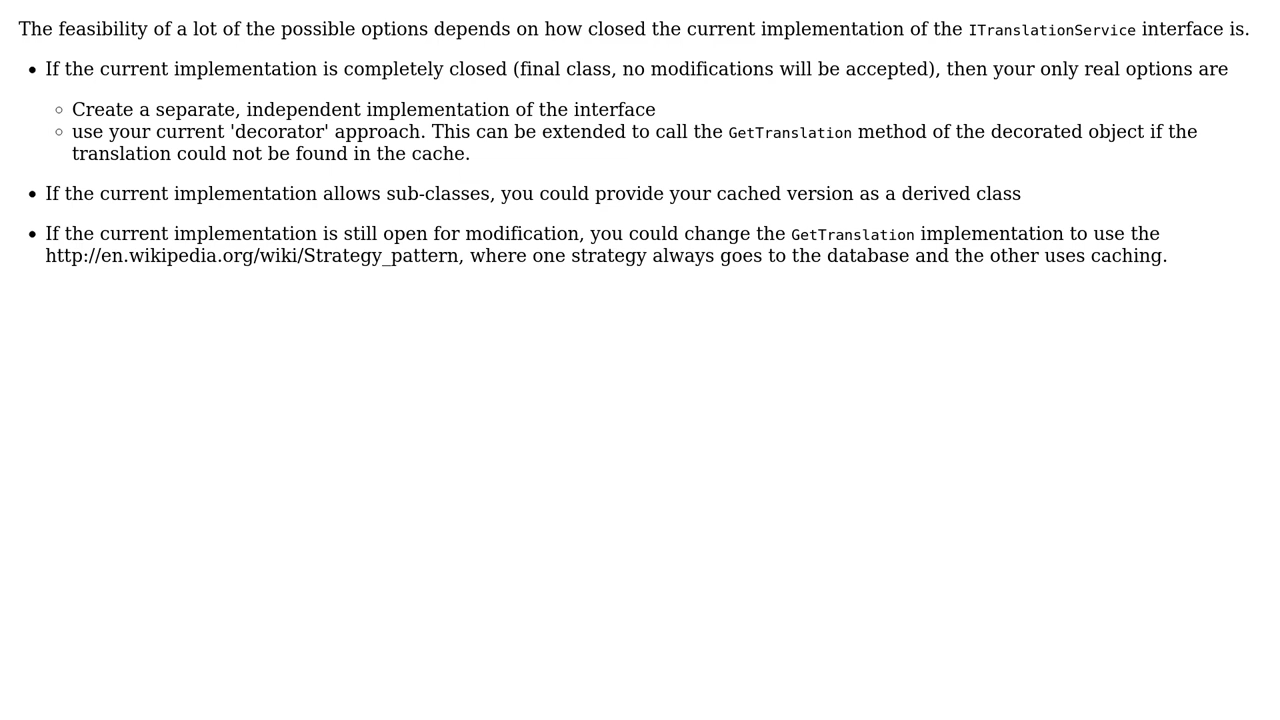 The feasibility of a lot of the possible options depends on how closed the current implementation of the ITranslationService interface is.
If the current implementation is completely closed (final class, no modifications will be accepted), then your only real options are
Create a separate, independent implementation of the interface
use your current 'decorator' approach. This can be extended to call the GetTranslation method of the decorated object if the
translation could not be found in the cache.
If the current implementation allows sub-classes, you could provide your cached version as a derived class
If the current implementation is still open for modification, you could change the GetTranslation implementation to use the
http://en.wikipedia.org/wiki/Strategy_pattern, where one strategy always goes to the database and the other uses caching.